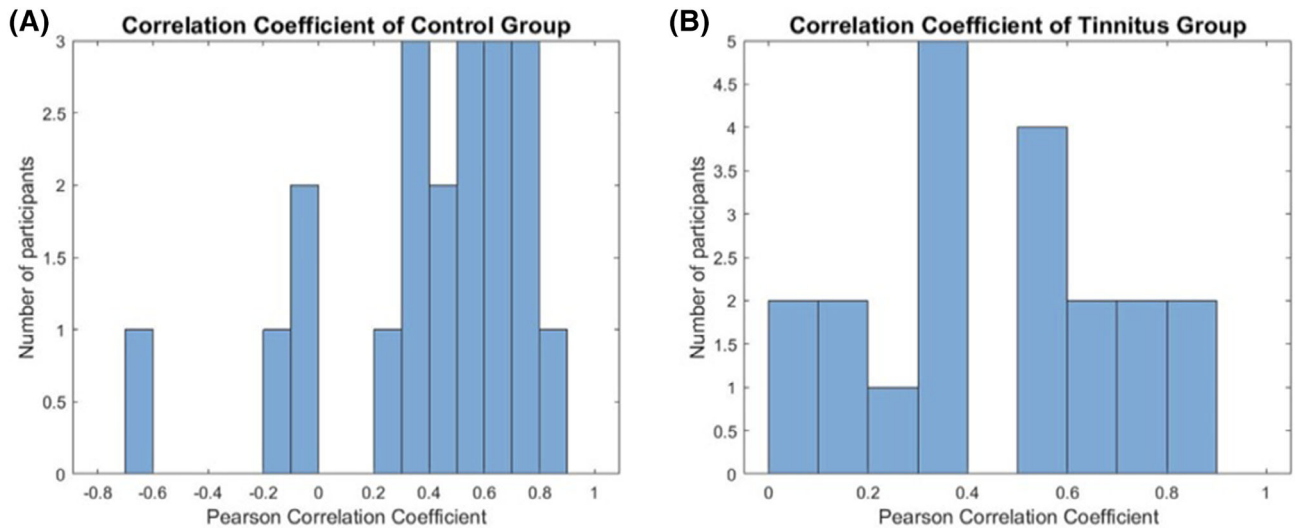 (A)
Correlation Coefficient of Control Group
3
2.5
2
1.5
1
0.5
0
Number of participants
-0.8 -0.6 -0.4 -0.2 0 0.2 0.4 0.6 0.8 1
Pearson Correlation Coefficient
(B)
Correlation Coefficient of Tinnitus Group
5
4.5
4
3.5
3
2.5
2
1.5
1
0.5
0
Number of participants
0 0.2 0.4 0.6 0.8 1
Pearson Correlation Coefficient